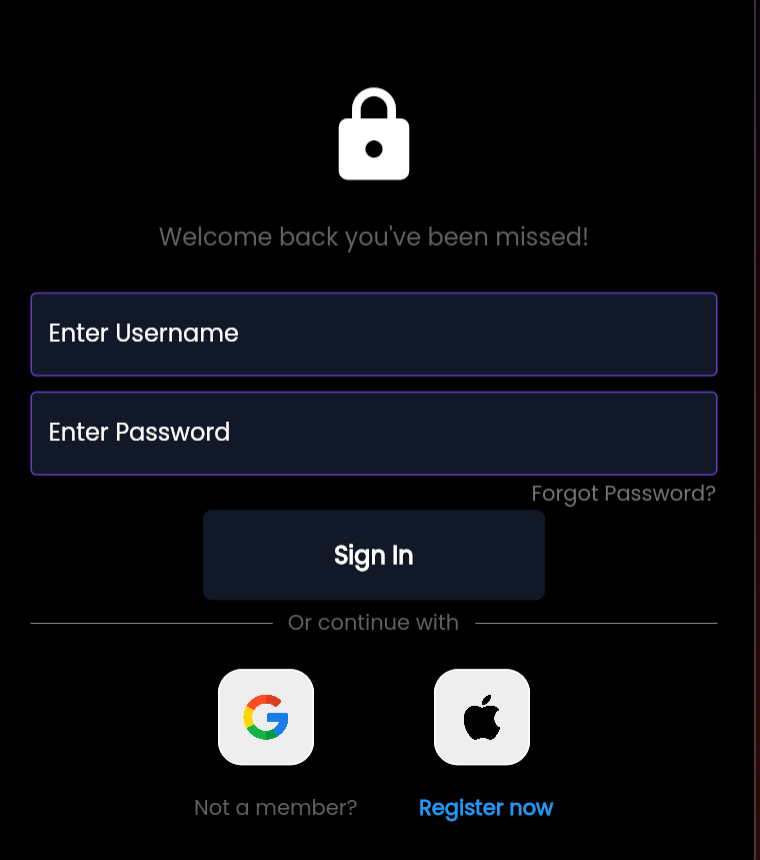 Welcome back you've been missed!
Enter Username
Enter Password
Forgot Password?
Sign In
Or continue with
Not a member? Register now